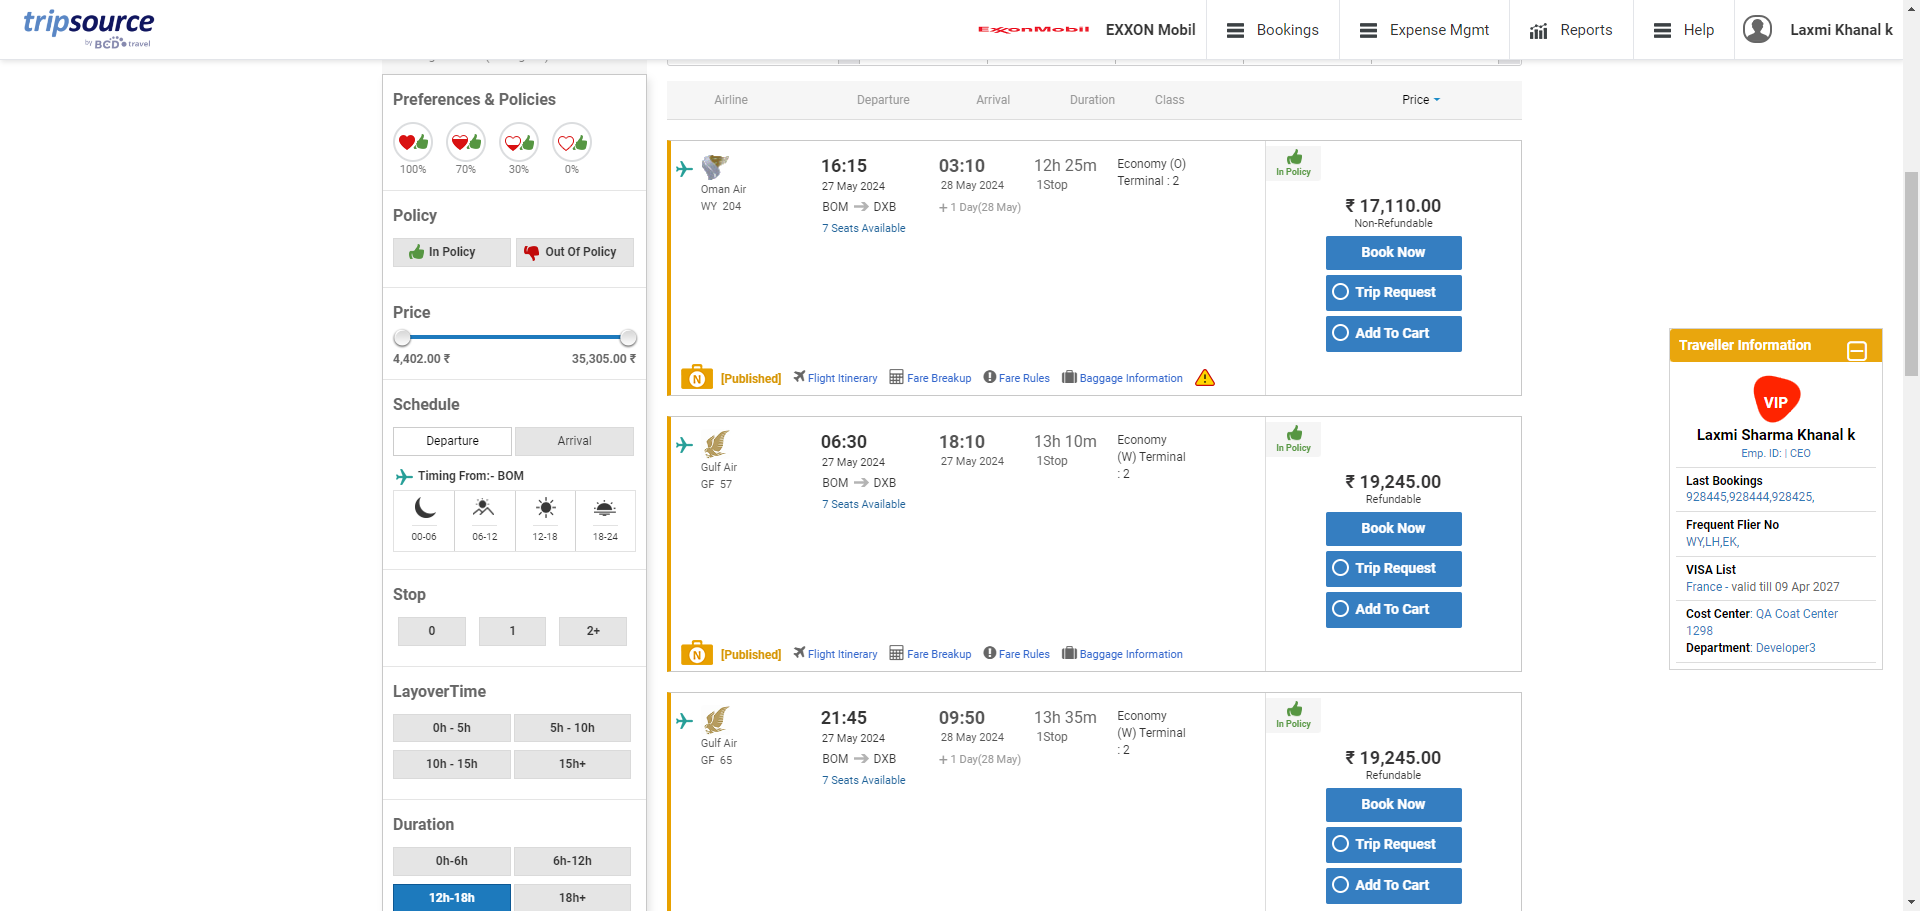 tripsource
by BCD travel
ExxonMobil
EXXON Mobil
Bookings
Expense Mgmt
Reports
Help
Laxmi Khanal k
Preferences & Policies
100%
70%
30%
0%
Policy
In Policy
Out Of Policy
Price
4,402.00 ₹
35,305.00 ₹
Schedule
Departure
Arrival
Timing From:- BOM
00-06
06-12
12-18
18-24
Stop
0
1
2+
LayoverTime
0h - 5h
5h - 10h
10h - 15h
15h+
Duration
0h-6h
6h-12h
12h-18h
18h+
Airline
Departure
Arrival
Duration
Class
Price
Oman Air
WY 204
16:15
27 May 2024
BOM DXB
7 Seats Available
03:10
28 May 2024
+ 1 Day(28 May)
12h 25m
1Stop
Economy (O)
Terminal : 2
In Policy
₹ 17,110.00
Non-Refundable
Book Now
Trip Request
Add To Cart
N
[Published]
Flight Itinerary
Fare Breakup
Fare Rules
Baggage Information
Gulf Air
GF 57
06:30
27 May 2024
BOM DXB
7 Seats Available
18:10
27 May 2024
13h 10m
1Stop
Economy
(W) Terminal
: 2
In Policy
₹ 19,245.00
Refundable
Book Now
Trip Request
Add To Cart
N
[Published]
Flight Itinerary
Fare Breakup
Fare Rules
Baggage Information
Gulf Air
GF 65
21:45
27 May 2024
BOM DXB
7 Seats Available
09:50
28 May 2024
+ 1 Day(28 May)
13h 35m
1Stop
Economy
(W) Terminal
: 2
In Policy
₹ 19,245.00
Refundable
Book Now
Trip Request
Add To Cart
Traveller Information
VIP
Laxmi Sharma Khanal k
Emp. ID: | CEO
Last Bookings
928445,928444,928425,
Frequent Flier No
WY,LH,EK,
VISA List
France - valid till 09 Apr 2027
Cost Center: QA Coat Center
1298
Department: Developer3